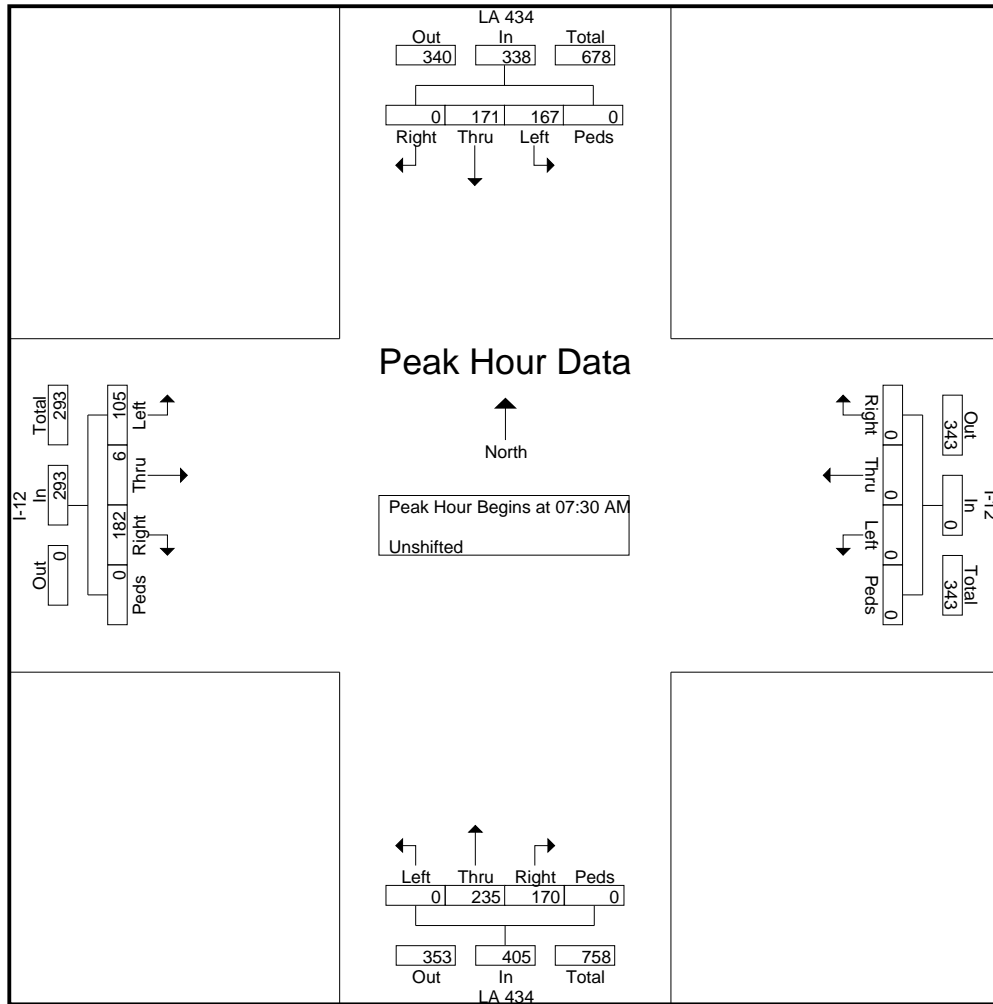 LA 434
Out In Total
340 338 678
0 171 167 0
Right Thru Left Peds
Peak Hour Data
North
Peak Hour Begins at 07:30 AM
Unshifted
I-12
Total In Out
293 293 0
105 6 182 0
Left Thru Right Peds
I-12
Out In Total
343 0 343
0 0 0 0
Right Thru Left Peds
Left Thru Right Peds
0 235 170 0
353 405 758
Out In Total
LA 434